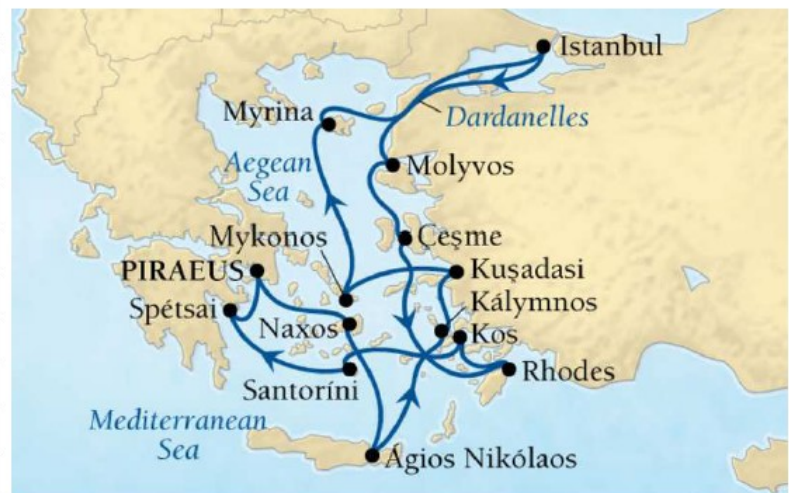 Istanbul
Myrina
Dardanelles
Aegean
Sea
Molyvos
Mykonos
Çeşme
PIRAEUS
Kuşadasi
Spétsai
Kálymnos
Naxos
Kos
Santoríni
Rhodes
Mediterranean
Sea
Ágios Nikólaos